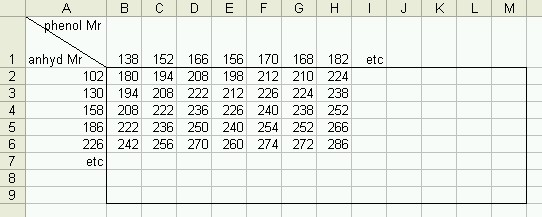 A B C D E F G H I J K L M
phenol Mr
1 anhyd Mr 138 152 166 156 170 168 182 etc
2 102 180 194 208 198 212 210 224
3 130 194 208 222 212 226 224 238
4 158 208 222 236 226 240 238 252
5 186 222 236 250 240 254 252 266
6 226 242 256 270 260 274 272 286
7 etc
8
9